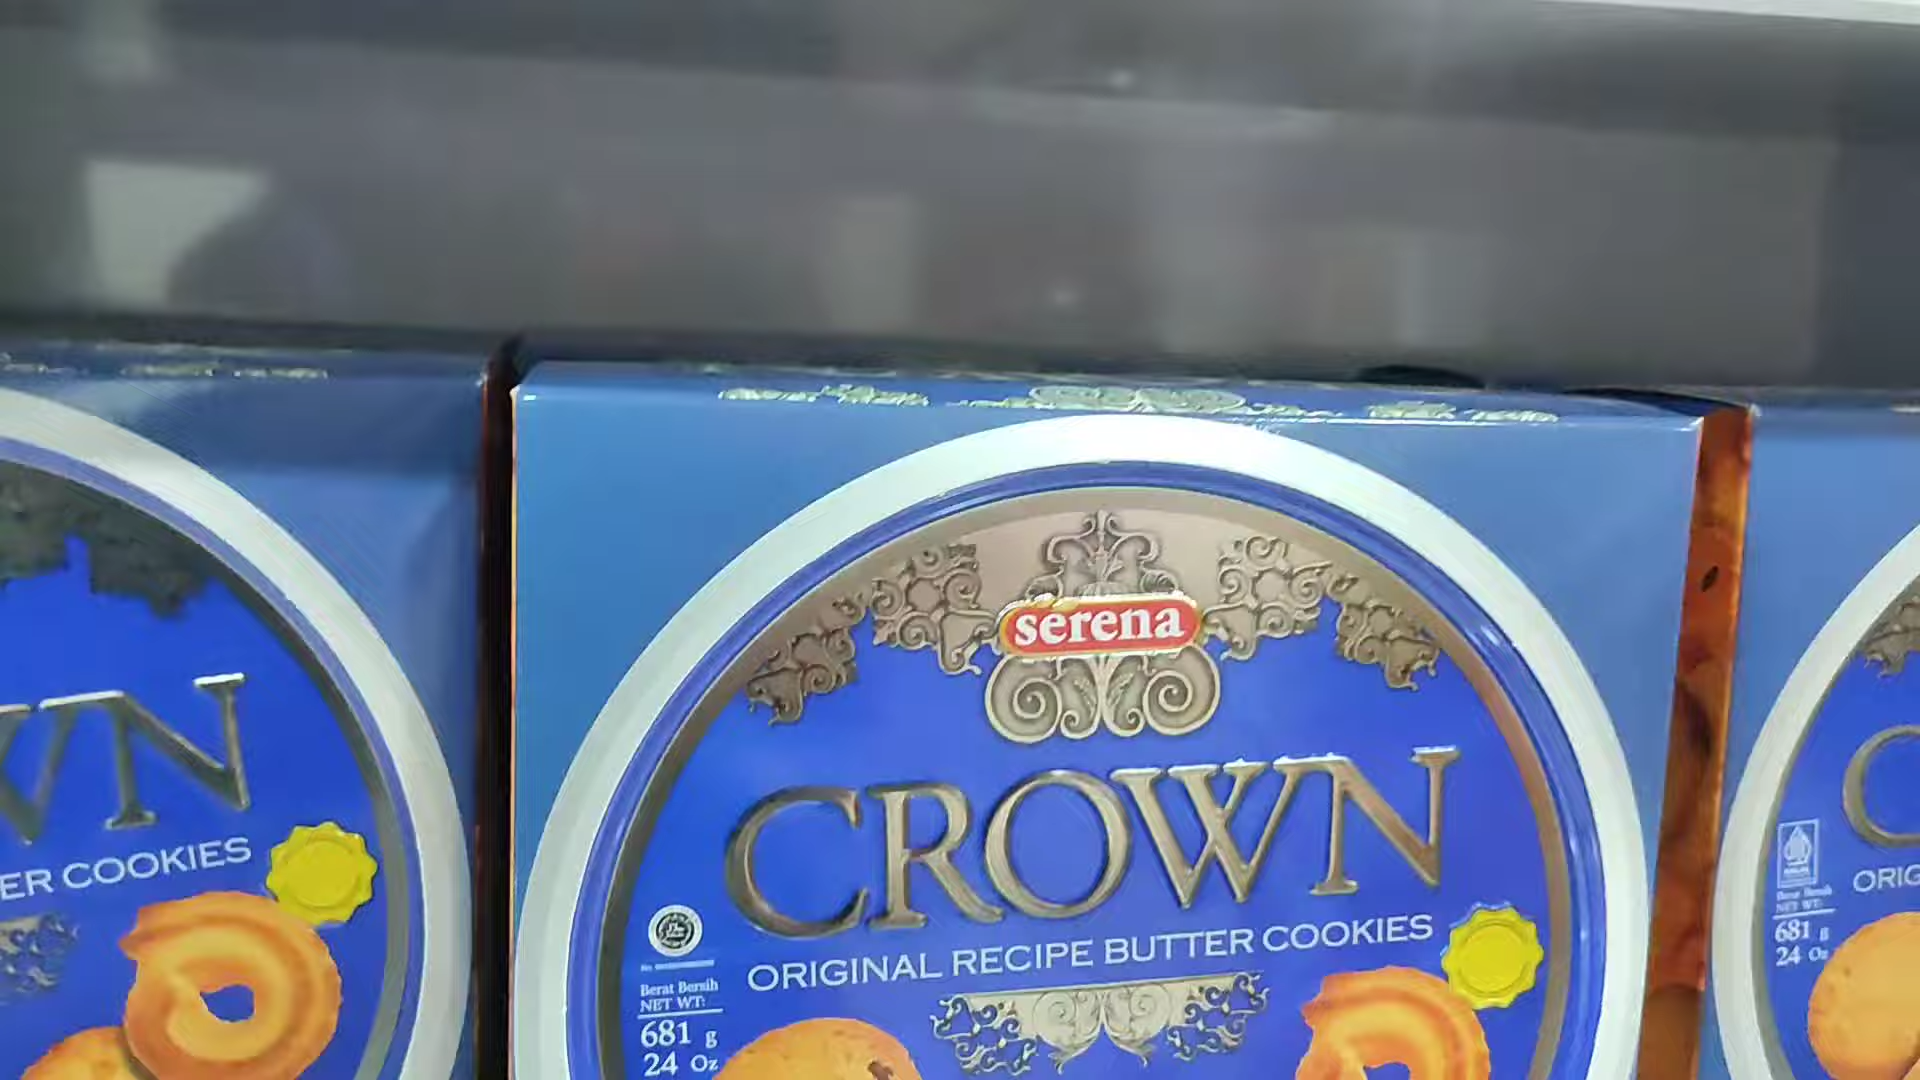 serena
CROWN
ORIGINAL RECIPE BUTTER COOKIES
Berat Bersih
NET WT:
681 g
24 Oz
WN
ER COOKIES
C
ORIG
Berat Bersih
NET WT:
681 g
24 Oz